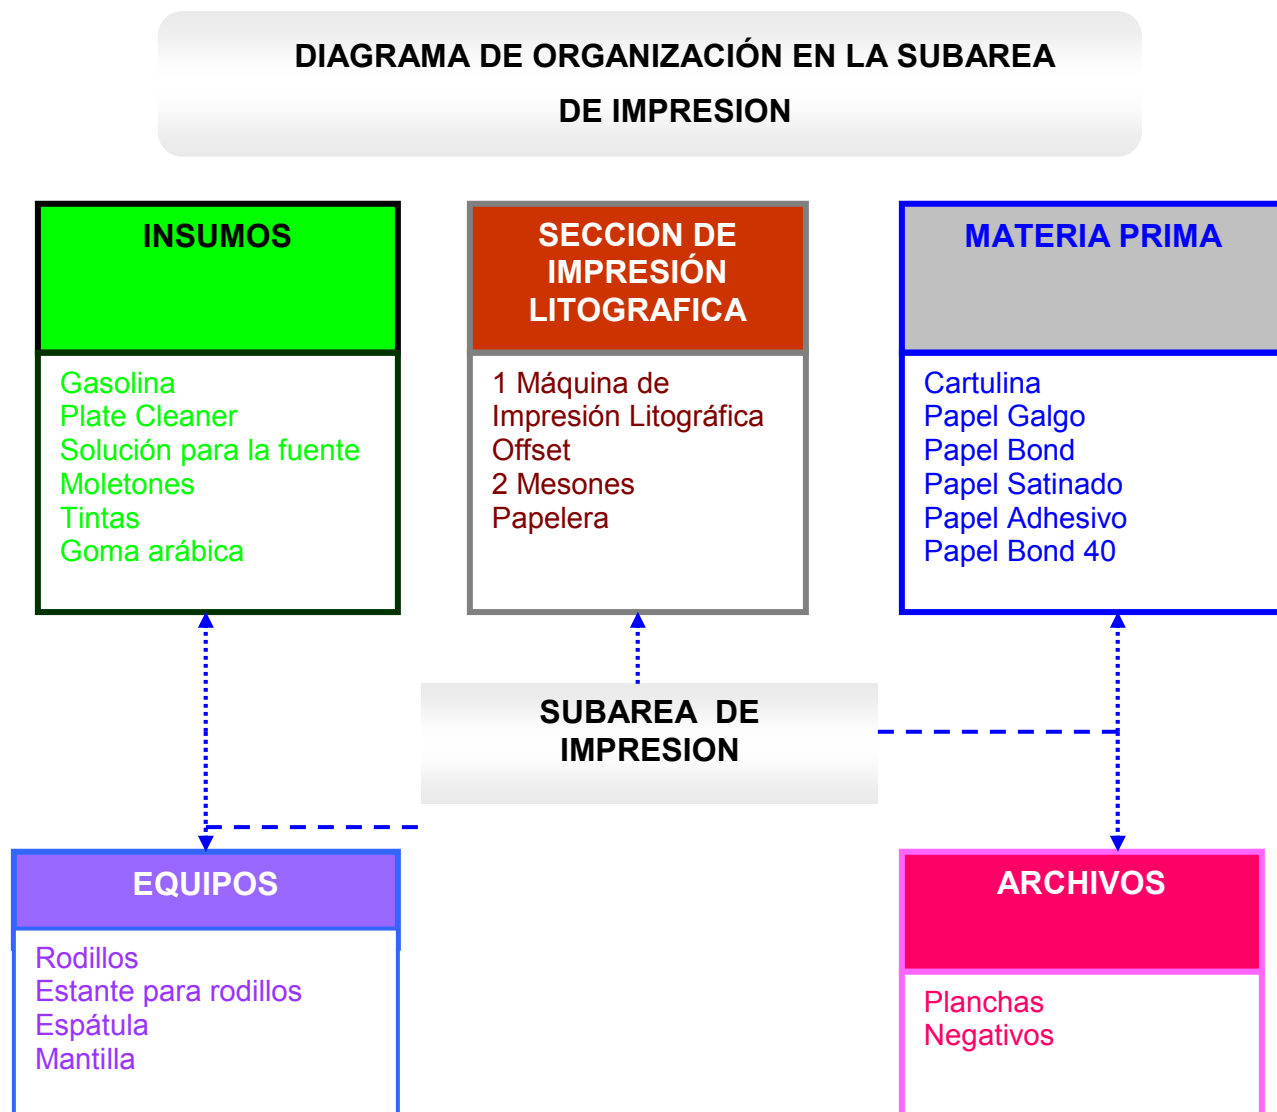 DIAGRAMA DE ORGANIZACIÓN EN LA SUBAREA
DE IMPRESION
INSUMOS
Gasolina
Plate Cleaner
Solución para la fuente
Moletones
Tintas
Goma arábica
SECCION DE
IMPRESIÓN
LITOGRAFICA
1 Máquina de
Impresión Litográfica
Offset
2 Mesones
Papelera
MATERIA PRIMA
Cartulina
Papel Galgo
Papel Bond
Papel Satinado
Papel Adhesivo
Papel Bond 40
SUBAREA DE
IMPRESION
EQUIPOS
Rodillos
Estante para rodillos
Espátula
Mantilla
ARCHIVOS
Planchas
Negativos